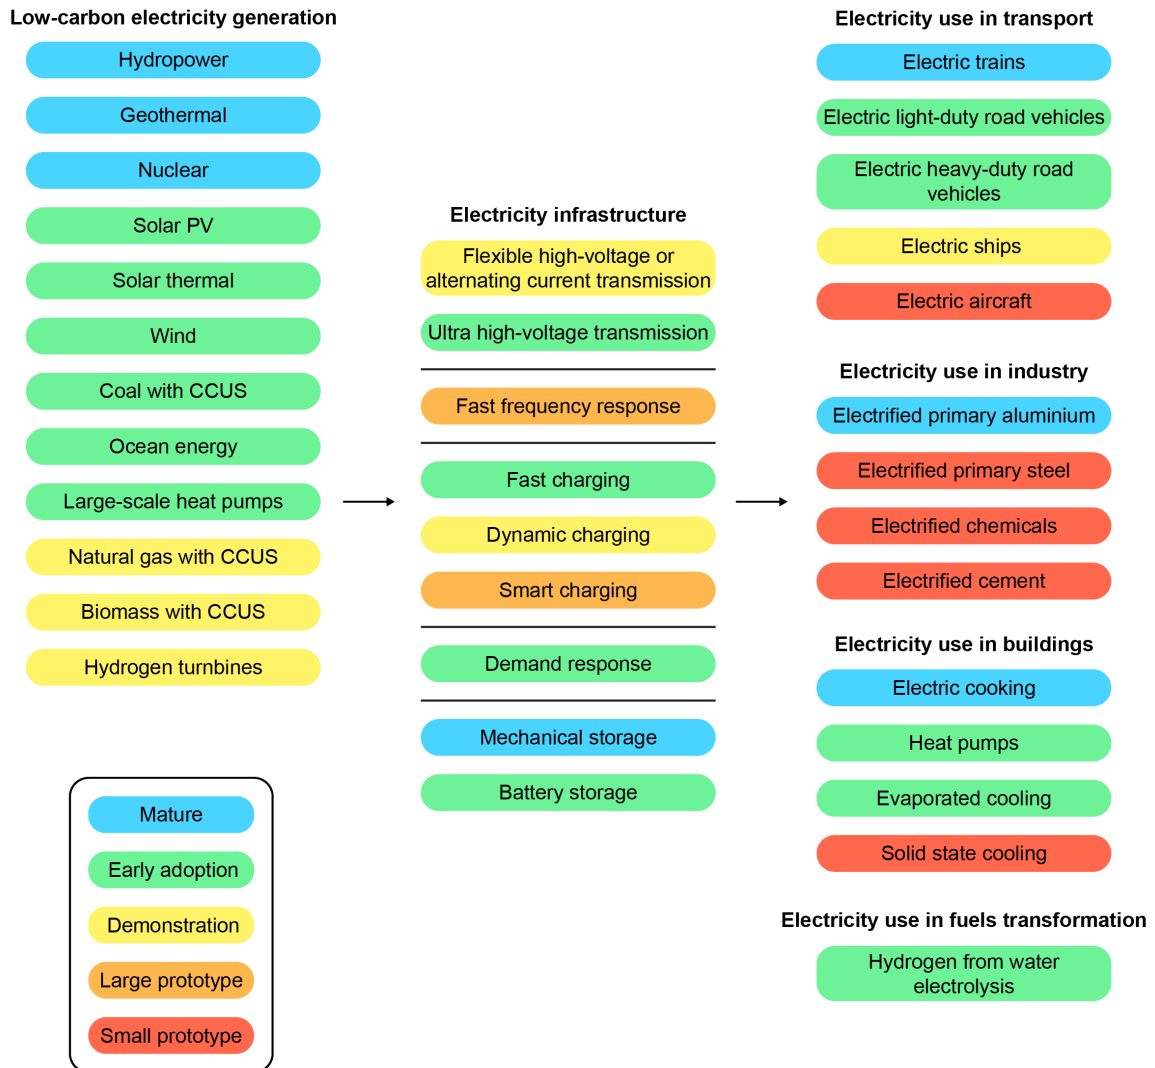 Low-carbon electricity generation
Hydropower
Geothermal
Nuclear
Solar PV
Solar thermal
Wind
Coal with CCUS
Ocean energy
Large-scale heat pumps
Natural gas with CCUS
Biomass with CCUS
Hydrogen turnbines
Mature
Early adoption
Demonstration
Large prototype
Small prototype
Electricity infrastructure
Flexible high-voltage or
alternating current transmission
Ultra high-voltage transmission
Fast frequency response
Fast charging
Dynamic charging
Smart charging
Demand response
Mechanical storage
Battery storage
Electricity use in transport
Electric trains
Electric light-duty road vehicles
Electric heavy-duty road
vehicles
Electric ships
Electric aircraft
Electricity use in industry
Electrified primary aluminium
Electrified primary steel
Electrified chemicals
Electrified cement
Electricity use in buildings
Electric cooking
Heat pumps
Evaporated cooling
Solid state cooling
Electricity use in fuels transformation
Hydrogen from water
electrolysis